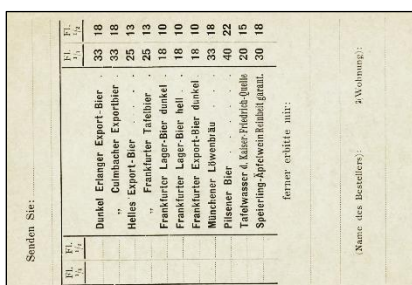 Senden Sie:
Fl. 1/1 Fl. 1/2 Fl. 1/1 Fl. 1/2
Dunkel Erlanger Export-Bier 33 18
„ Culmbacher Exportbier . 33 18
Helles Export-Bier . . . . 25 13
„ Frankfurter Tafelbier . 25 13
Frankfurter Lager-Bier dunkel 18 10
Frankfurter Lager-Bier hell . 18 10
Frankfurter Export-Bier dunkel 18 10
Münchener Löwenbräu . . . 33 18
Pilsener Bier . . . . 40 22
Tafelwasser d. Kaiser-Friedrich-Quelle 20 15
Speierling-Äpfelwein Reinheit garant. 30 18
ferner erbitte mir:
(Name des Bestellers): Wohnung):